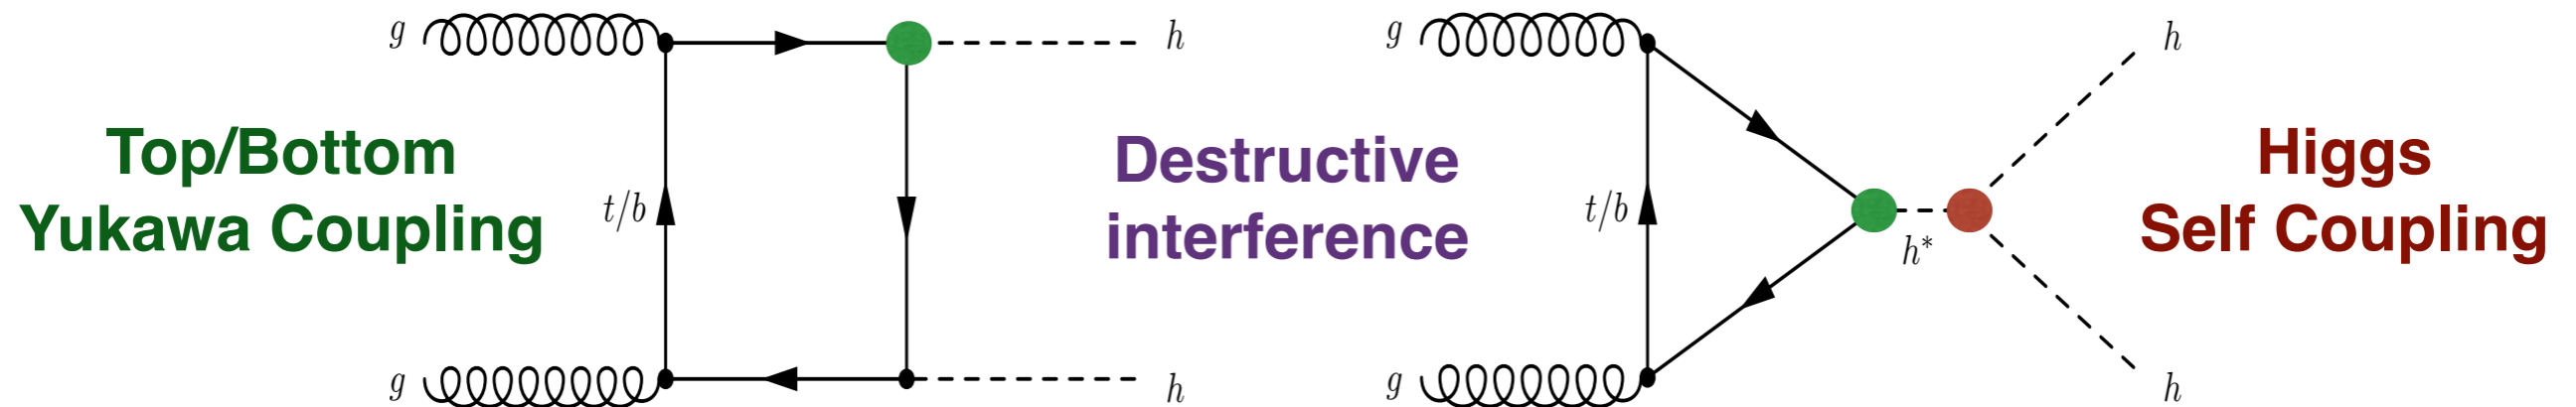 g
h
Top/Bottom
Yukawa Coupling
t/b
g
h
Destructive
interference
g
h
t/b
h*
g
h
Higgs
Self Coupling